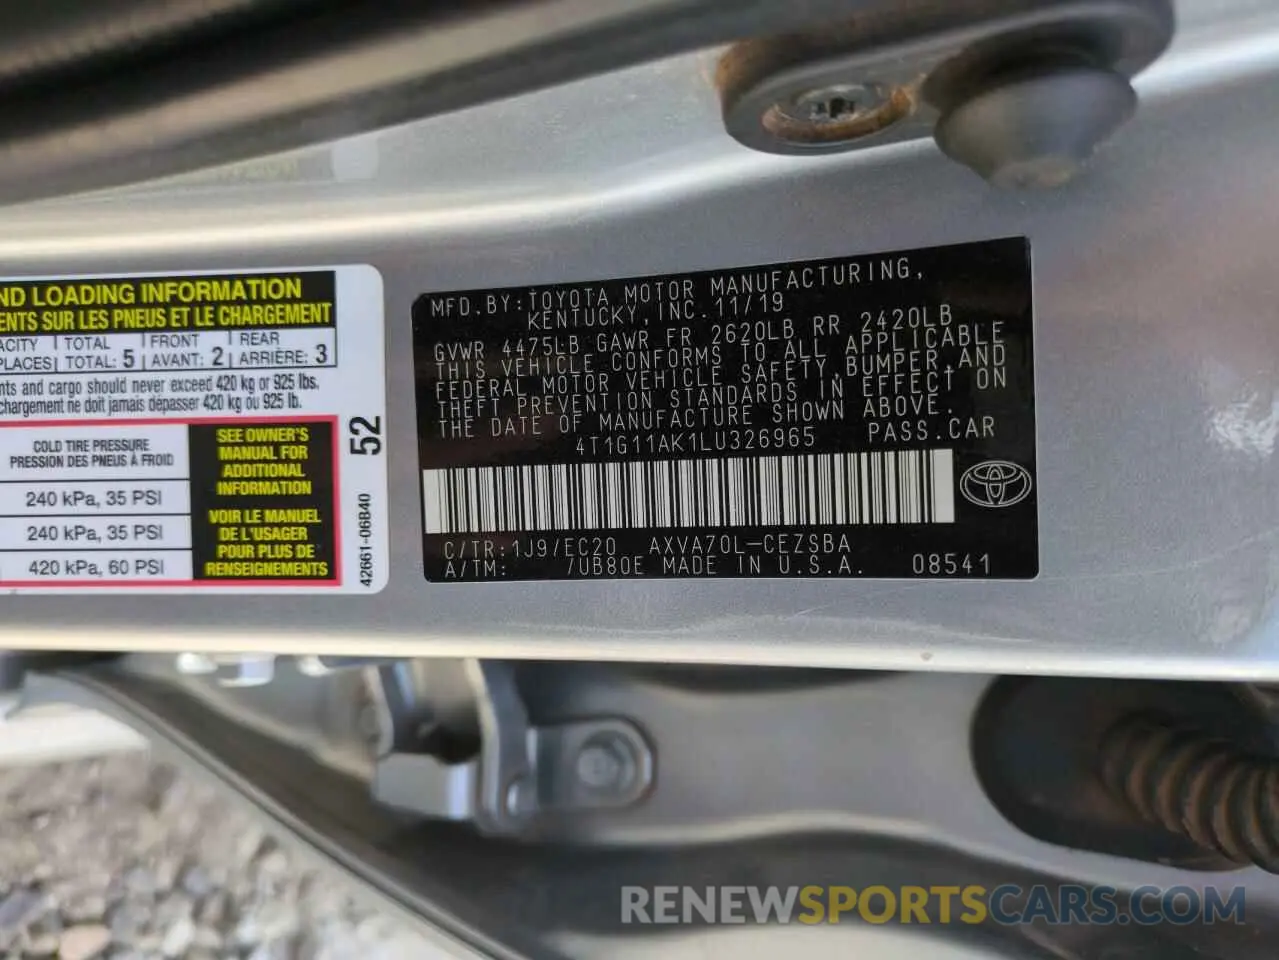 ND LOADING INFORMATION
ENTS SUR LES PNEUS ET LE CHARGEMENT
ACITY TOTAL FRONT REAR
PLACES TOTAL: 5 AVANT: 2 ARRIÈRE: 3
nts and cargo should never exceed 420 kg or 925 lbs.
chargement ne doit jamais dépasser 420 kg ou 925 lb.
COLD TIRE PRESSURE
PRESSION DES PNEUS À FROID
240 kPa, 35 PSI
240 kPa, 35 PSI
420 kPa, 60 PSI
SEE OWNER'S
MANUAL FOR
ADDITIONAL
INFORMATION
VOIR LE MANUEL
DE L'USAGER
POUR PLUS DE
RENSEIGNEMENTS
52
42661-06B40
MFD.BY:TOYOTA MOTOR MANUFACTURING,
KENTUCKY, INC. 11/19
GVWR 4475LB GAWR FR 2620LB RR 2420LB
THIS VEHICLE CONFORMS TO ALL APPLICABLE
FEDERAL MOTOR VEHICLE SAFETY, BUMPER, AND
THEFT PREVENTION STANDARDS IN EFFECT ON
THE DATE OF MANUFACTURE SHOWN ABOVE.
4T1G11AK1LU326965 PASS.CAR
C/TR:1J9/EC20 AXVA70L-CEZSBA
A/TM: /UB80E MADE IN U.S.A. 08541
RENEWSPORTSCARS.COM